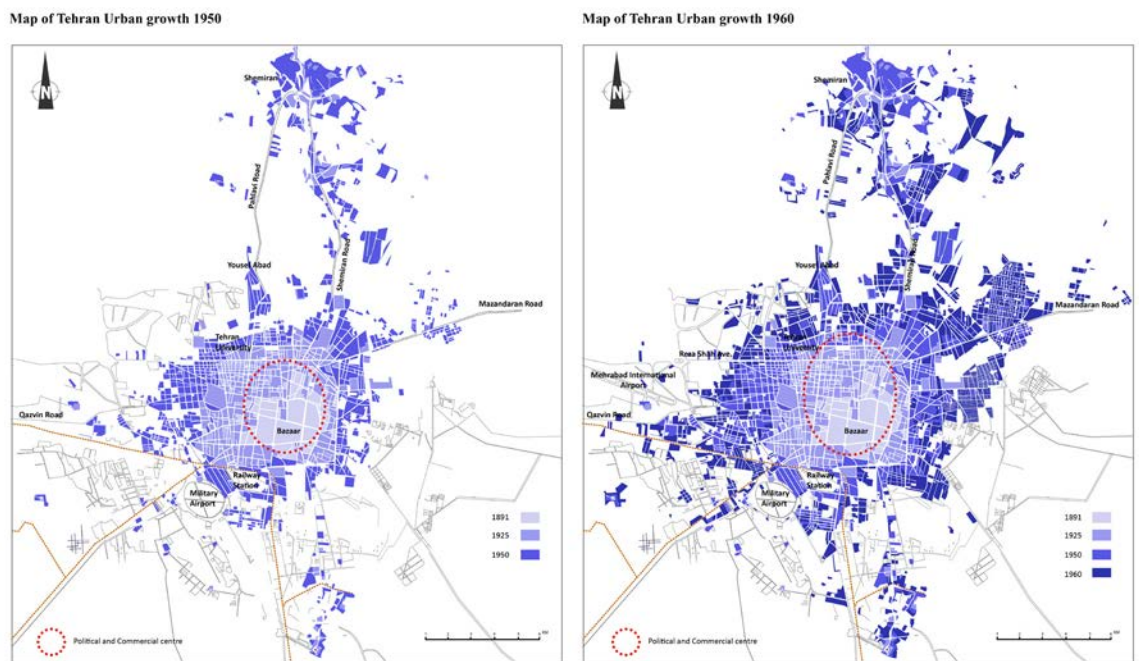 Map of Tehran Urban growth 1950
N
Shemiran
Pahlavi Road
Shemiran Road
Yousef Abad
Mazandaran Road
Tehran
University
Qazvin Road
Bazaar
Railway
Station
Military
Airport
1891
1925
1950
Political and Commercial centre
Map of Tehran Urban growth 1960
N
Shemiran
Pahlavi Road
Shemiran Road
Yousef Abad
Mazandaran Road
Tehran
University
Reza Shah Ave.
Mehrabad International
Airport
Qazvin Road
Bazaar
Railway
Station
Military
Airport
1891
1925
1950
1960
Political and Commercial centre